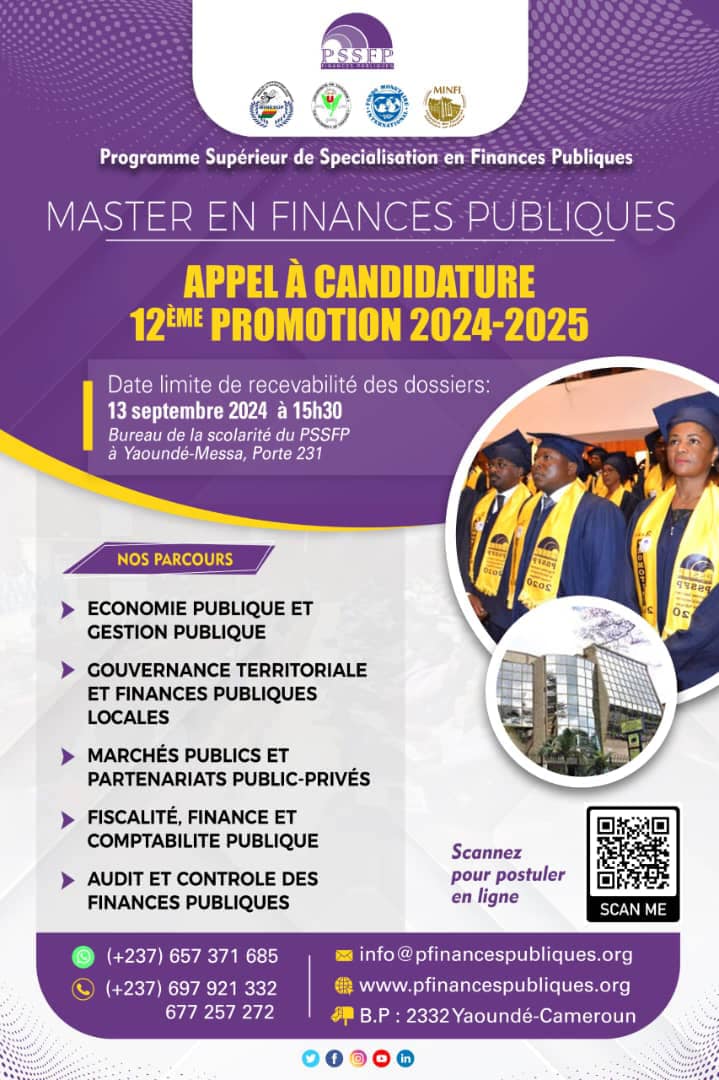 PSSFP
FINANCES PUBLIQUES
MINFI
Programme Supérieur de Specialisation en Finances Publiques
MASTER EN FINANCES PUBLIQUES
APPEL À CANDIDATURE
12ÈME PROMOTION 2024-2025
Date limite de recevabilité des dossiers:
13 septembre 2024 à 15h30
Bureau de la scolarité du PSSFP
à Yaoundé-Messa, Porte 231
PSSFP
2020
NOS PARCOURS
ECONOMIE PUBLIQUE ET
GESTION PUBLIQUE
GOUVERNANCE TERRITORIALE
ET FINANCES PUBLIQUES
LOCALES
MARCHÉS PUBLICS ET
PARTENARIATS PUBLIC-PRIVÉS
FISCALITÉ, FINANCE ET
COMPTABILITE PUBLIQUE
AUDIT ET CONTROLE DES
FINANCES PUBLIQUES
Scannez
pour postuler
en ligne
SCAN ME
(+237) 657 371 685
(+237) 697 921 332
677 257 272
info@pfinancespubliques.org
www.pfinancespubliques.org
B.P : 2332 Yaoundé-Cameroun